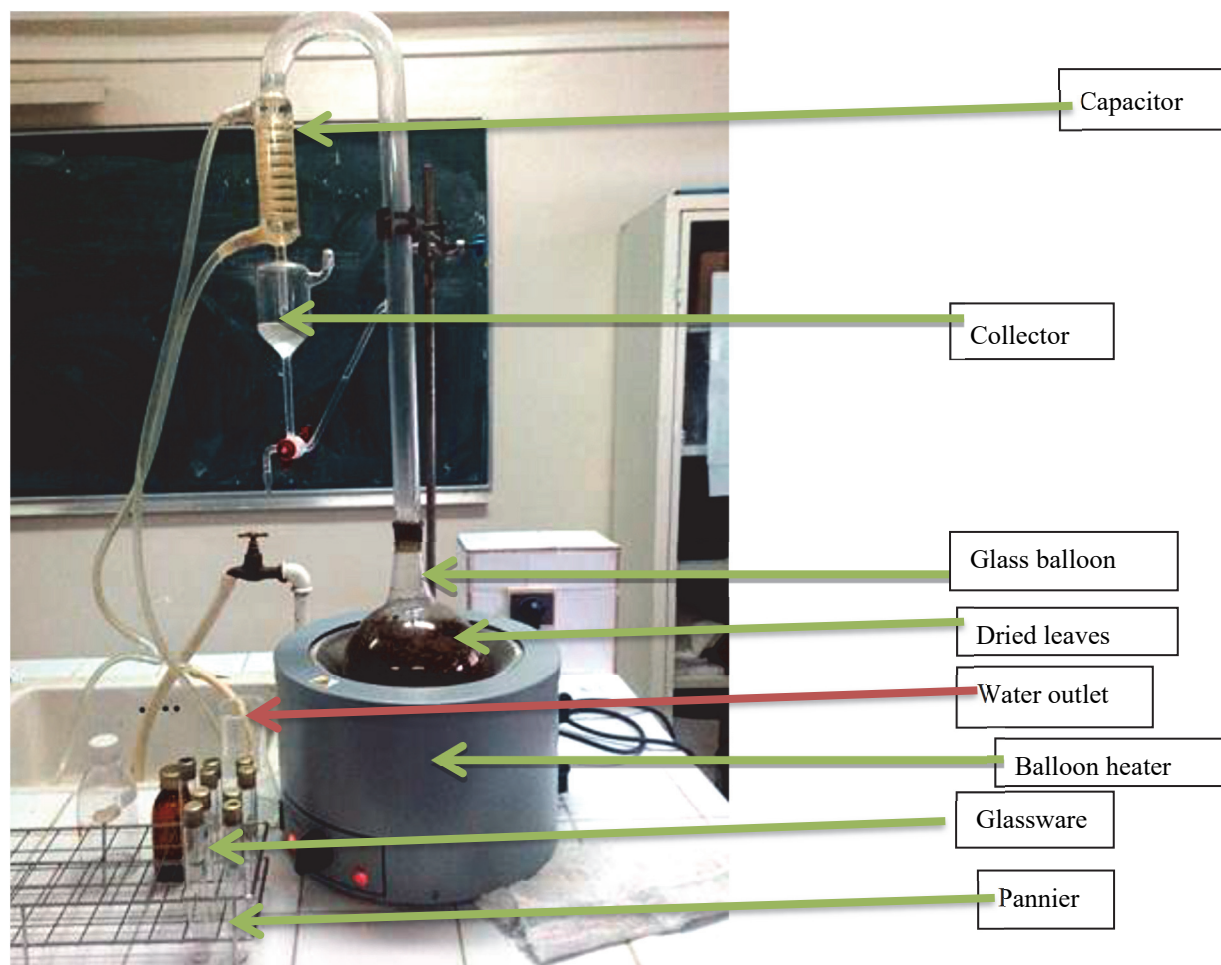 Capacitor
Collector
Glass balloon
Dried leaves
Water outlet
Balloon heater
Glassware
Pannier